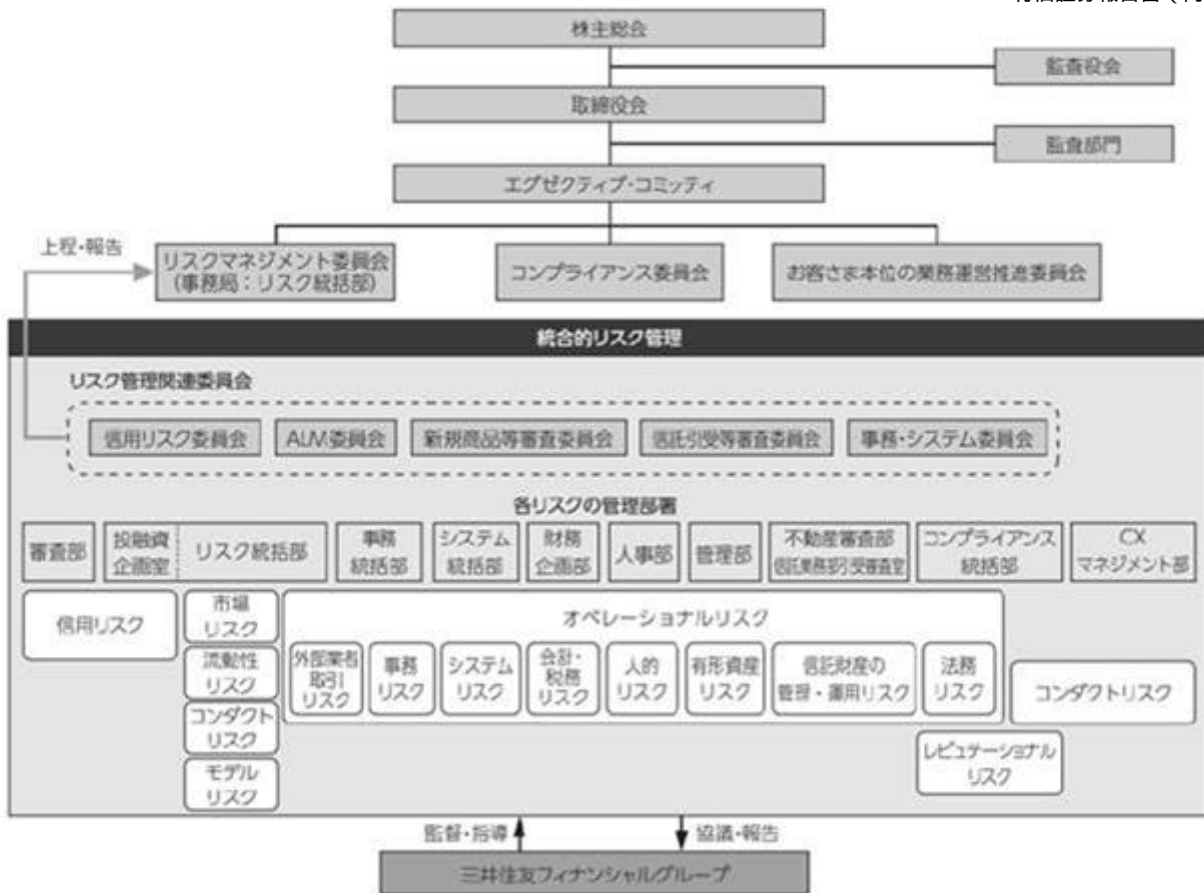 株主総会
監査役会
取締役会
監査部門
エグゼクティブ・コミッティ
上程・報告
リスクマネジメント委員会
(事務局：リスク統括部)
コンプライアンス委員会
お客さま本位の業務運営推進委員会
統合的リスク管理
リスク管理関連委員会
信用リスク委員会
ALM委員会
新規商品等審査委員会
信託引受等審査委員会
事務・システム委員会
各リスクの管理部署
審査部
投融資
企画室
リスク統括部
事務
統括部
システム
統括部
財務
企画部
人事部
管理部
不動産審査部
信託業務部引受審査室
コンプライアンス
統括部
CX
マネジメント部
信用リスク
市場
リスク
流動性
リスク
コンダクト
リスク
モデル
リスク
オペレーショナルリスク
外部業者
取引
リスク
事務
リスク
システム
リスク
会計・
税務
リスク
人的
リスク
有形資産
リスク
信託財産の
管理・運用リスク
法務
リスク
コンダクトリスク
レピュテーショナル
リスク
監督・指導
協議・報告
三井住友フィナンシャルグループ